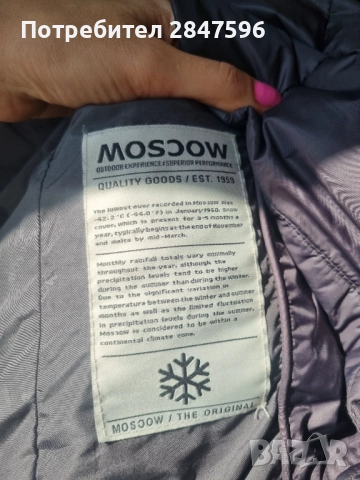 Потребител 2847596
MOSCOW
OUTDOOR EXPERIENCE/SUPERIOR PERFORMANCE
QUALITY GOODS / EST. 1959
The lowest ever recorded in Moscow was
-42.2°C (-44.0°F) in January 1940. Snow
cover, which is present for 3-5 months a
year, typically begins at the end of November
and melts by mid-March.
Monthly rainfall totals vary normally
throughout the year, although the
precipitation levels tend to be higher
during the summer than during the winter.
Due to the significant variation in
temperature between the winter and summer
months as well as the limited fluctuation
in precipitation levels during the summer,
Moscow is considered to be within a
continental climate zone.
MOSCOW / THE ORIGINAL
BAZAR